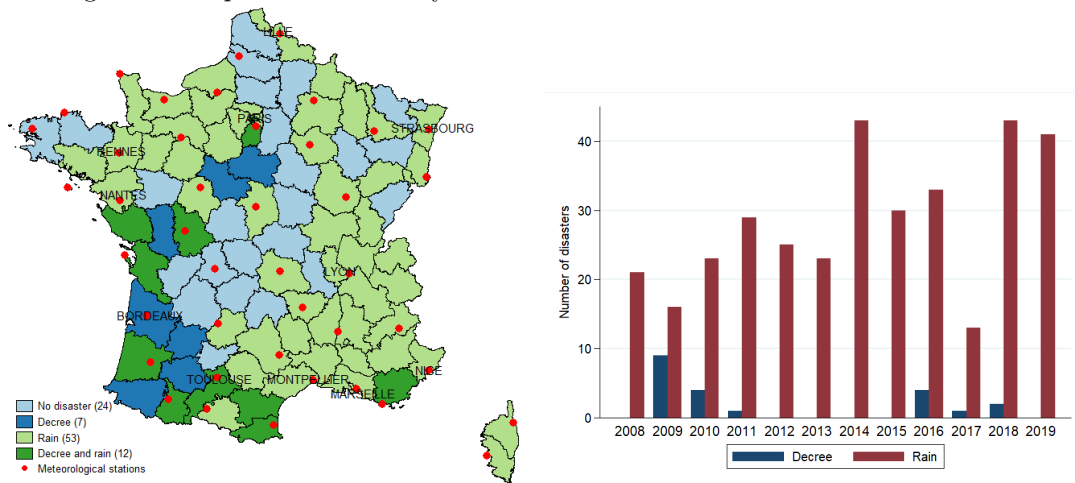 LILLE
PARIS
STRASBOURG
RENNES
NANTES
LYON
BORDEAUX
TOULOUSE
MONTPELLIER
NICE
MARSEILLE
No disaster (24)
Decree (7)
Rain (53)
Decree and rain (12)
Meteorological stations
Number of disasters
40
30
20
10
0
2008 2009 2010 2011 2012 2013 2014 2015 2016 2017 2018 2019
Decree Rain